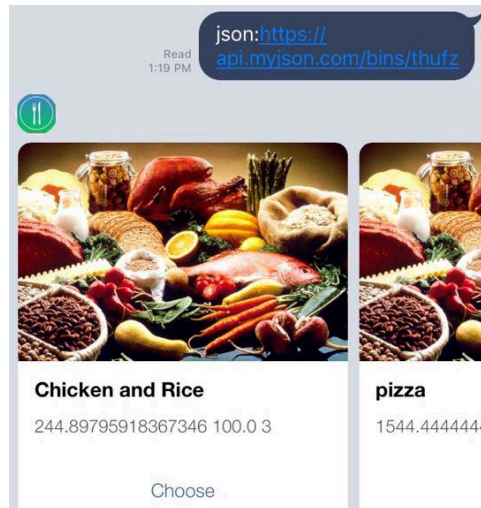 json:https://
api.myjson.com/bins/thufz
Read
1:19 PM
Chicken and Rice
244.89795918367346 100.0 3
Choose
pizza
1544.4444444